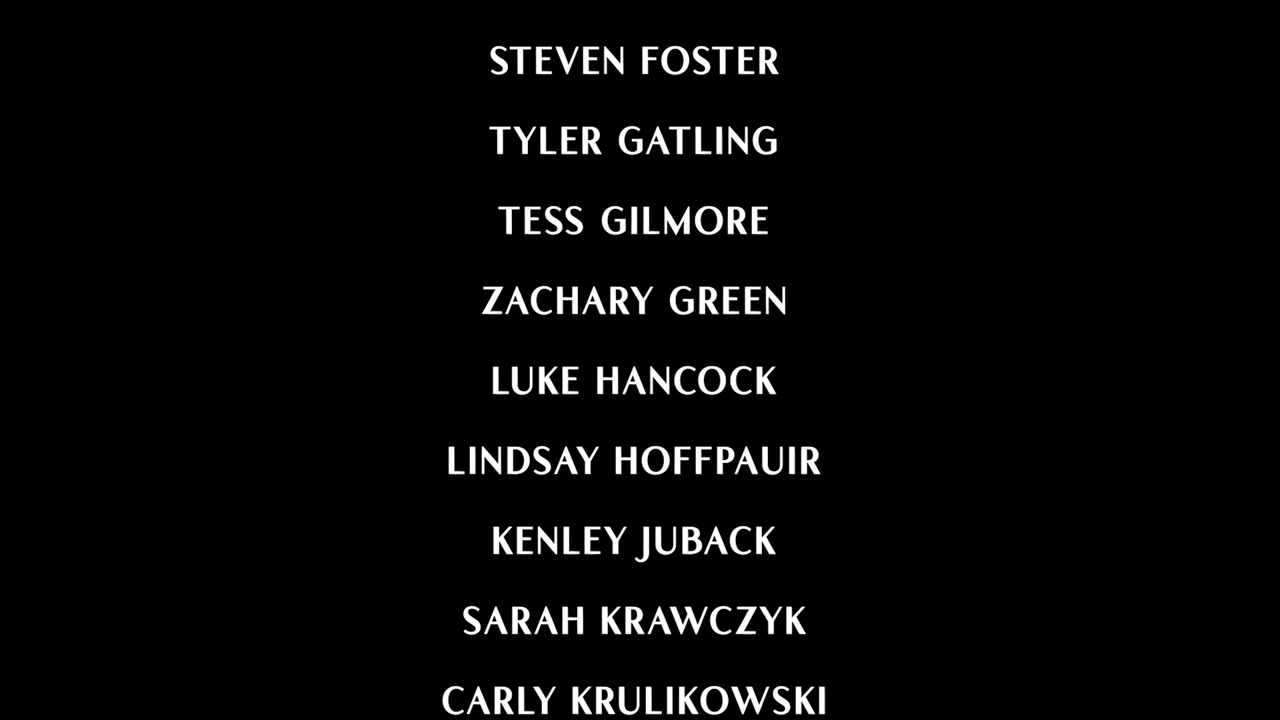 STEVEN FOSTER
TYLER GATLING
TESS GILMORE
ZACHARY GREEN
LUKE HANCOCK
LINDSAY HOFFPAUIR
KENLEY JUBACK
SARAH KRAWCZYK
CARLY KRULIKOWSKI